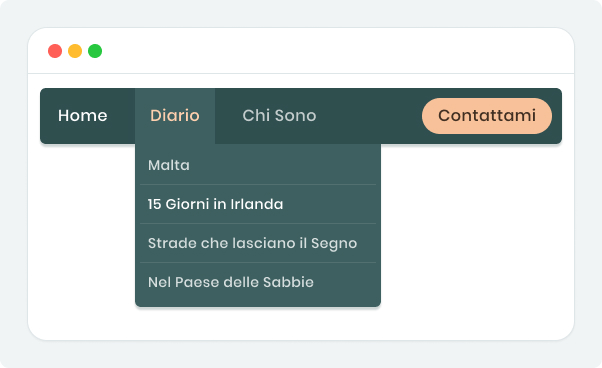 Home
Diario
Chi Sono
Contattami
Malta
15 Giorni in Irlanda
Strade che lasciano il Segno
Nel Paese delle Sabbie